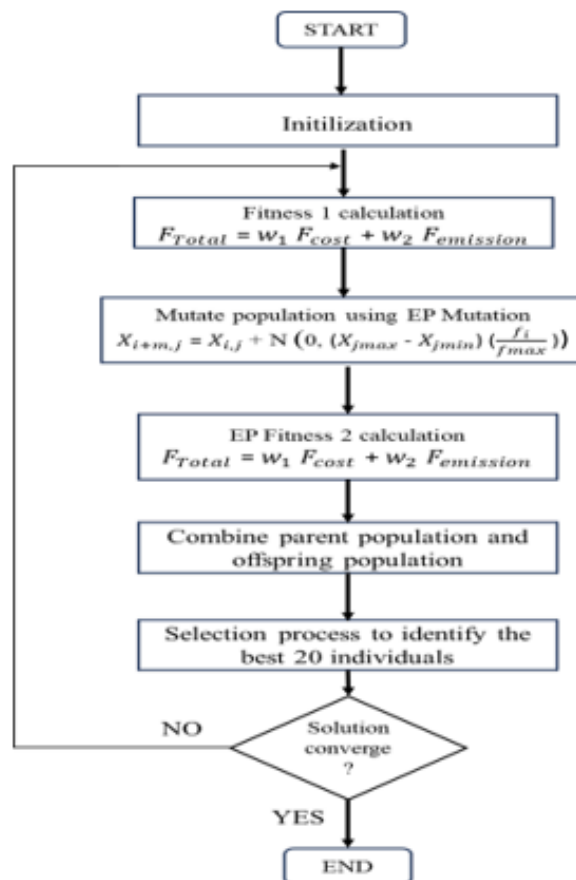 START
Initilization
Fitness 1 calculation
F_Total = w_1 F_cost + w_2 F_emission
Mutate population using EP Mutation
X_{i+m,j} = X_{i,j} + N (0, (X_{jmax} - X_{jmin}) (f_i/fmax))
EP Fitness 2 calculation
F_Total = w_1 F_cost + w_2 F_emission
Combine parent population and
offspring population
Selection process to identify the
best 20 individuals
NO
Solution
converge
?
YES
END